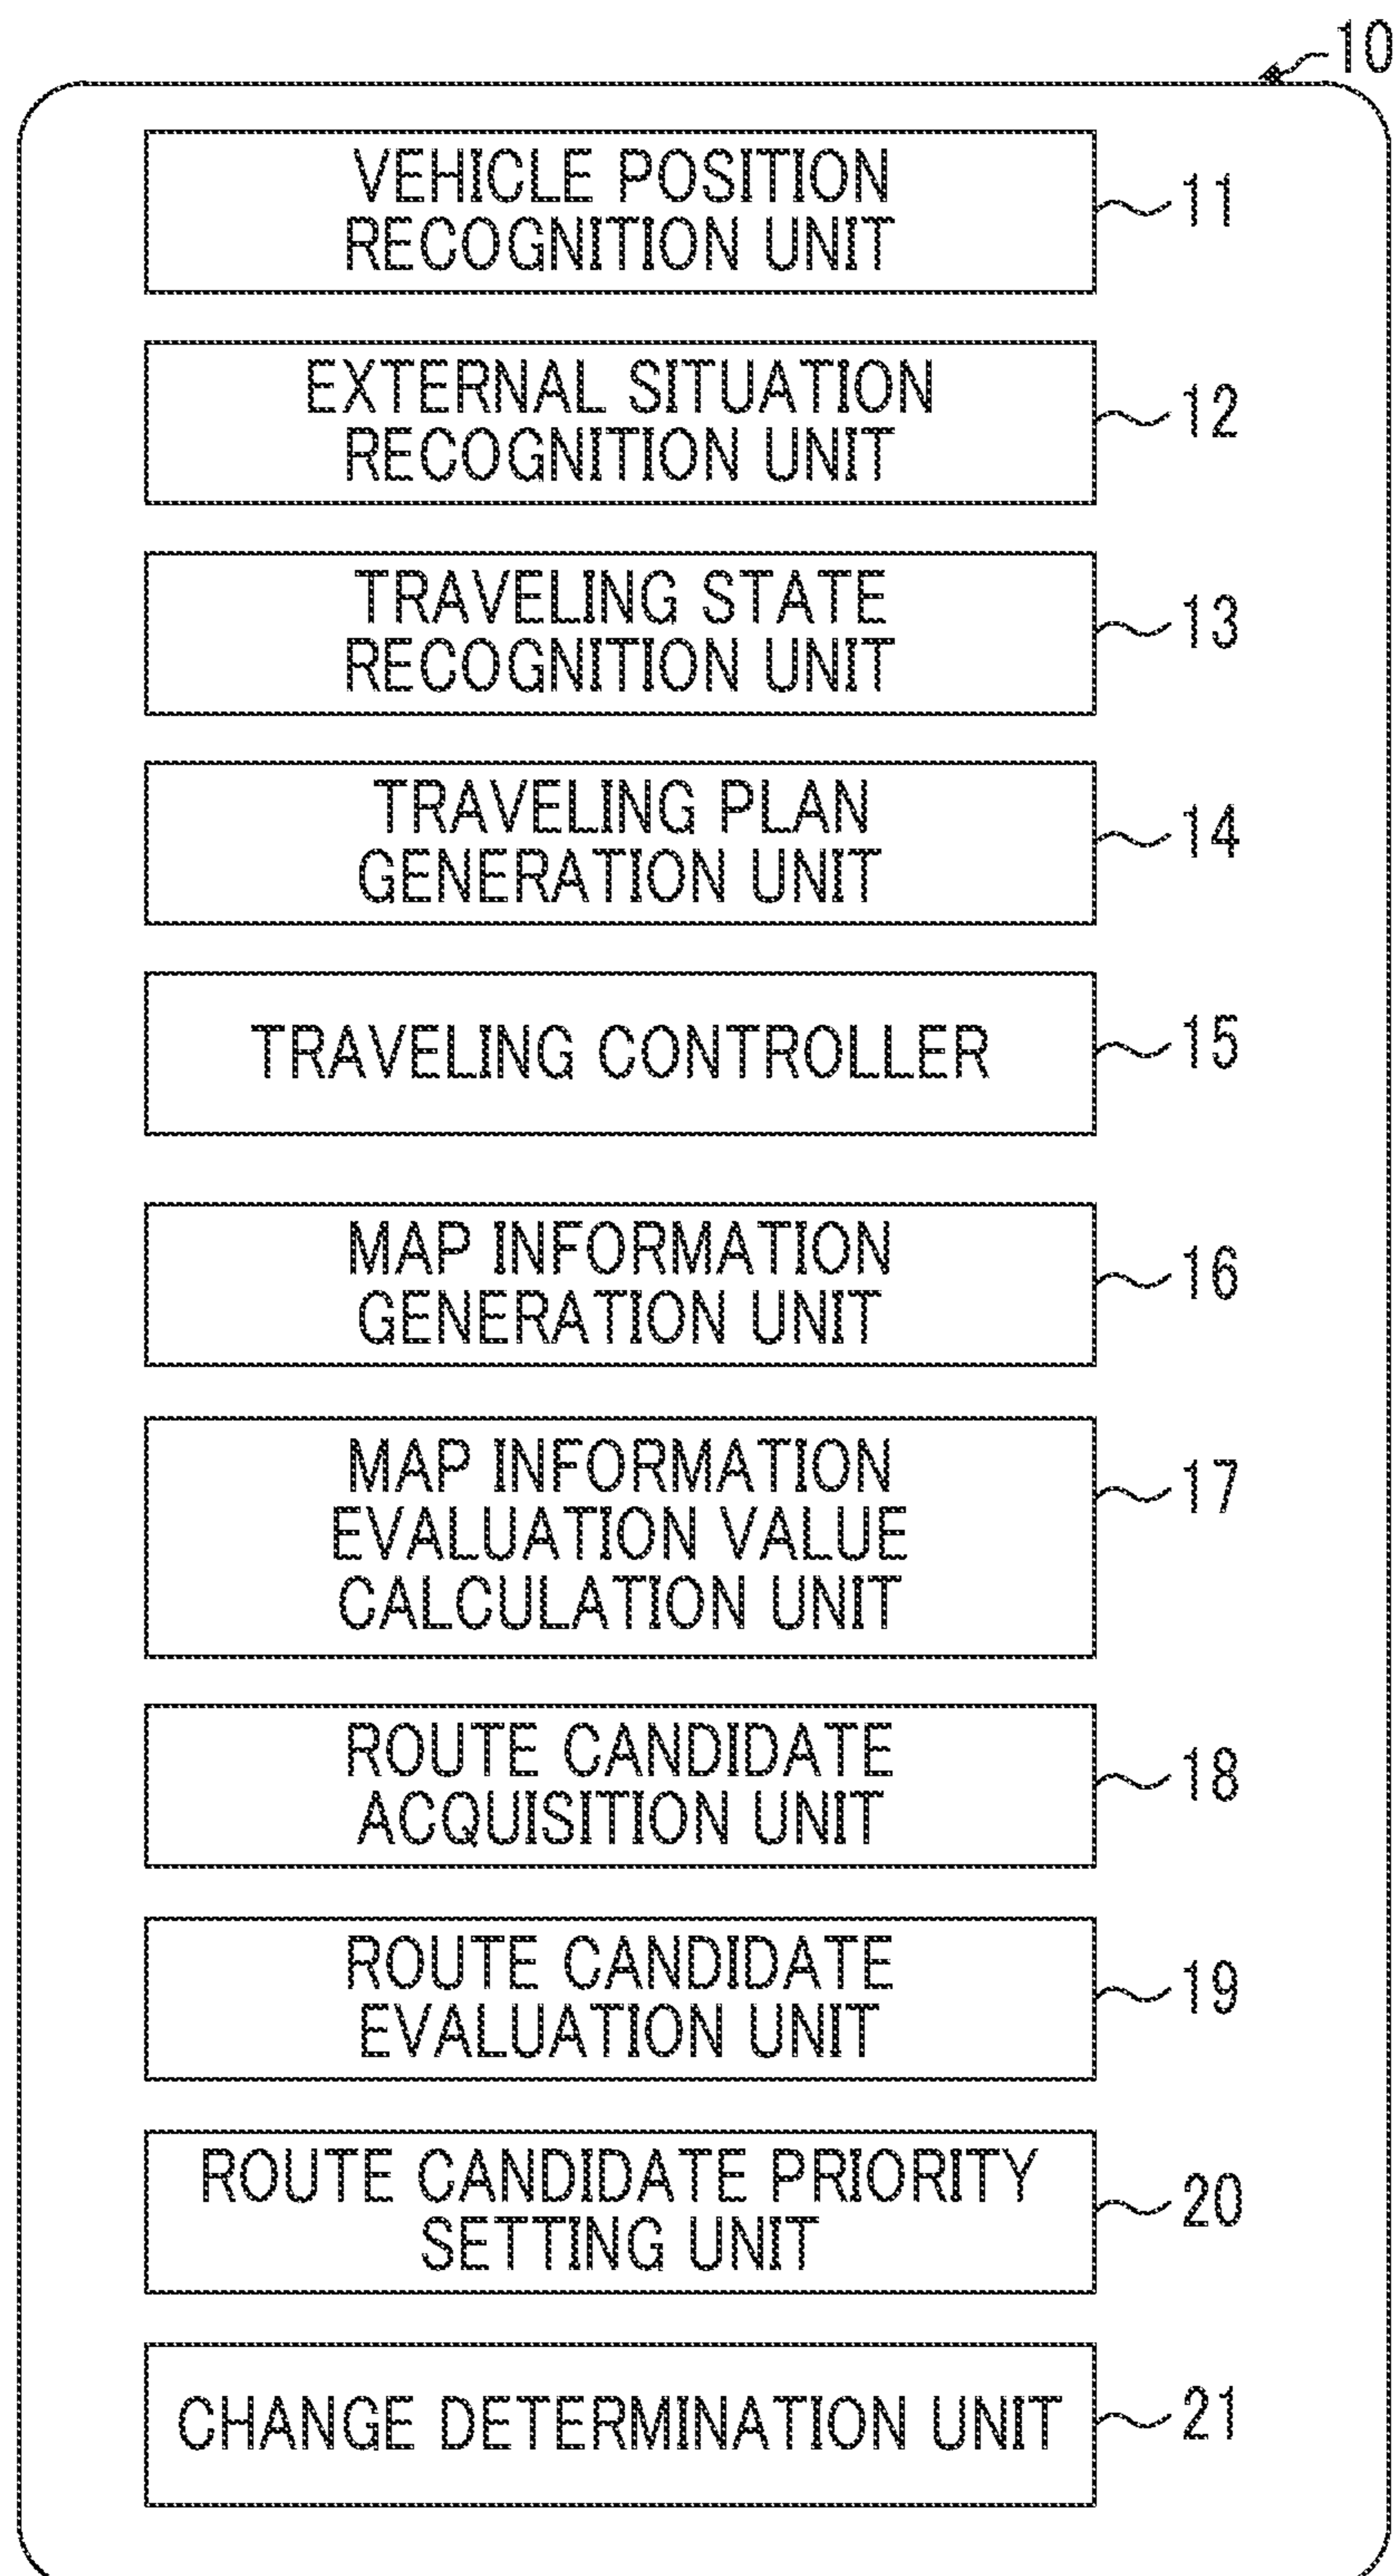 10
VEHICLE POSITION
RECOGNITION UNIT
11
EXTERNAL SITUATION
RECOGNITION UNIT
12
TRAVELING STATE
RECOGNITION UNIT
13
TRAVELING PLAN
GENERATION UNIT
14
TRAVELING CONTROLLER
15
MAP INFORMATION
GENERATION UNIT
16
MAP INFORMATION
EVALUATION VALUE
CALCULATION UNIT
17
ROUTE CANDIDATE
ACQUISITION UNIT
18
ROUTE CANDIDATE
EVALUATION UNIT
19
ROUTE CANDIDATE PRIORITY
SETTING UNIT
20
CHANGE DETERMINATION UNIT
21